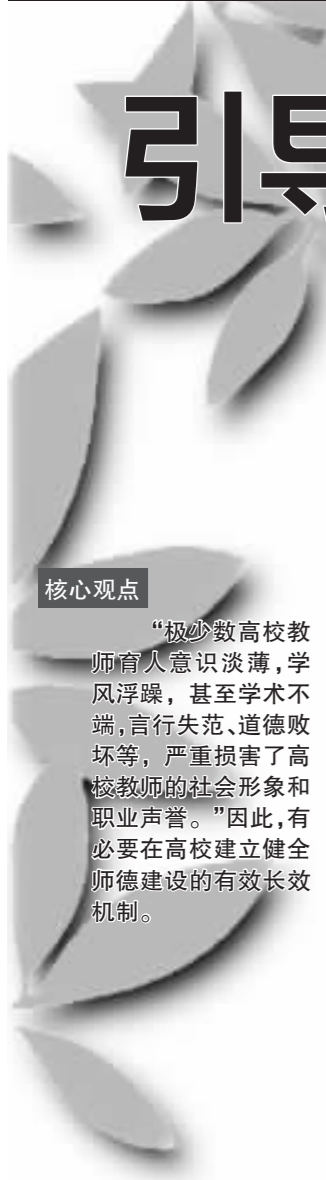 引导
核心观点
“极少数高校教
师育人意识淡薄,学
风浮躁，甚至学术不
端,言行失范、道德败
坏等，严重损害了高
校教师的社会形象和
职业声誉。”因此,有
必要在高校建立健全
师德建设的有效长效
机制。